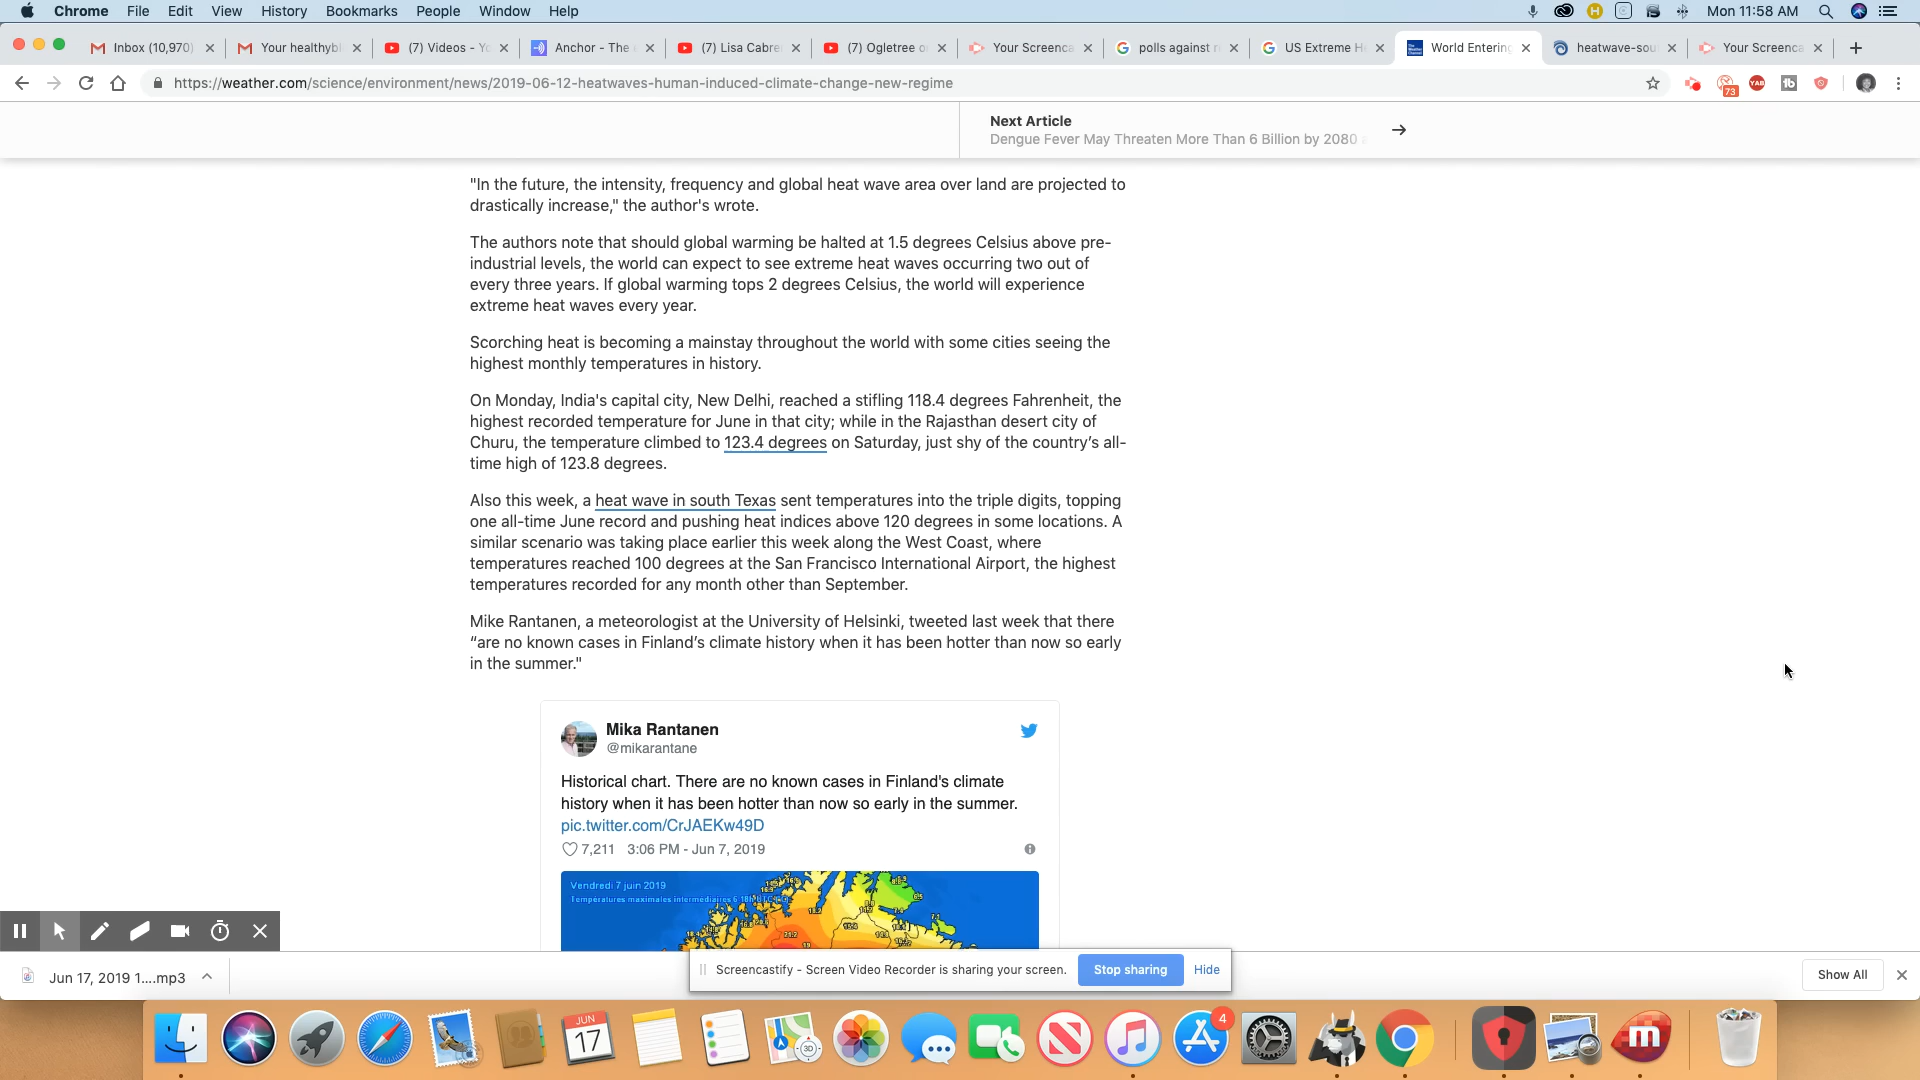 Chrome File Edit View History Bookmarks People Window Help Mon 11:58 AM
Inbox (10,970) Your healthybl (7) Videos - Yo Anchor - The (7) Lisa Cabre (7) Ogletree o Your Screenca polls against US Extreme H World Entering heatwave-sou Your Screenca
https://weather.com/science/environment/news/2019-06-12-heatwaves-human-induced-climate-change-new-regime
73
Next Article
Dengue Fever May Threaten More Than 6 Billion by 2080
"In the future, the intensity, frequency and global heat wave area over land are projected to
drastically increase," the author's wrote.
The authors note that should global warming be halted at 1.5 degrees Celsius above pre-
industrial levels, the world can expect to see extreme heat waves occurring two out of
every three years. If global warming tops 2 degrees Celsius, the world will experience
extreme heat waves every year.
Scorching heat is becoming a mainstay throughout the world with some cities seeing the
highest monthly temperatures in history.
On Monday, India's capital city, New Delhi, reached a stifling 118.4 degrees Fahrenheit, the
highest recorded temperature for June in that city; while in the Rajasthan desert city of
Churu, the temperature climbed to 123.4 degrees on Saturday, just shy of the country's all-
time high of 123.8 degrees.
Also this week, a heat wave in south Texas sent temperatures into the triple digits, topping
one all-time June record and pushing heat indices above 120 degrees in some locations. A
similar scenario was taking place earlier this week along the West Coast, where
temperatures reached 100 degrees at the San Francisco International Airport, the highest
temperatures recorded for any month other than September.
Mike Rantanen, a meteorologist at the University of Helsinki, tweeted last week that there
“are no known cases in Finland’s climate history when it has been hotter than now so early
in the summer."
Mika Rantanen
@mikarantane
Historical chart. There are no known cases in Finland's climate
history when it has been hotter than now so early in the summer.
pic.twitter.com/CrJAEKw49D
7,211 3:06 PM - Jun 7, 2019
Vendredi 7 juin 2019
Températures maximales intermédiaires 6-18h UTC
Screencastify - Screen Video Recorder is sharing your screen. Stop sharing Hide
Jun 17, 2019 1....mp3 Show All
JUN
17
3D
4